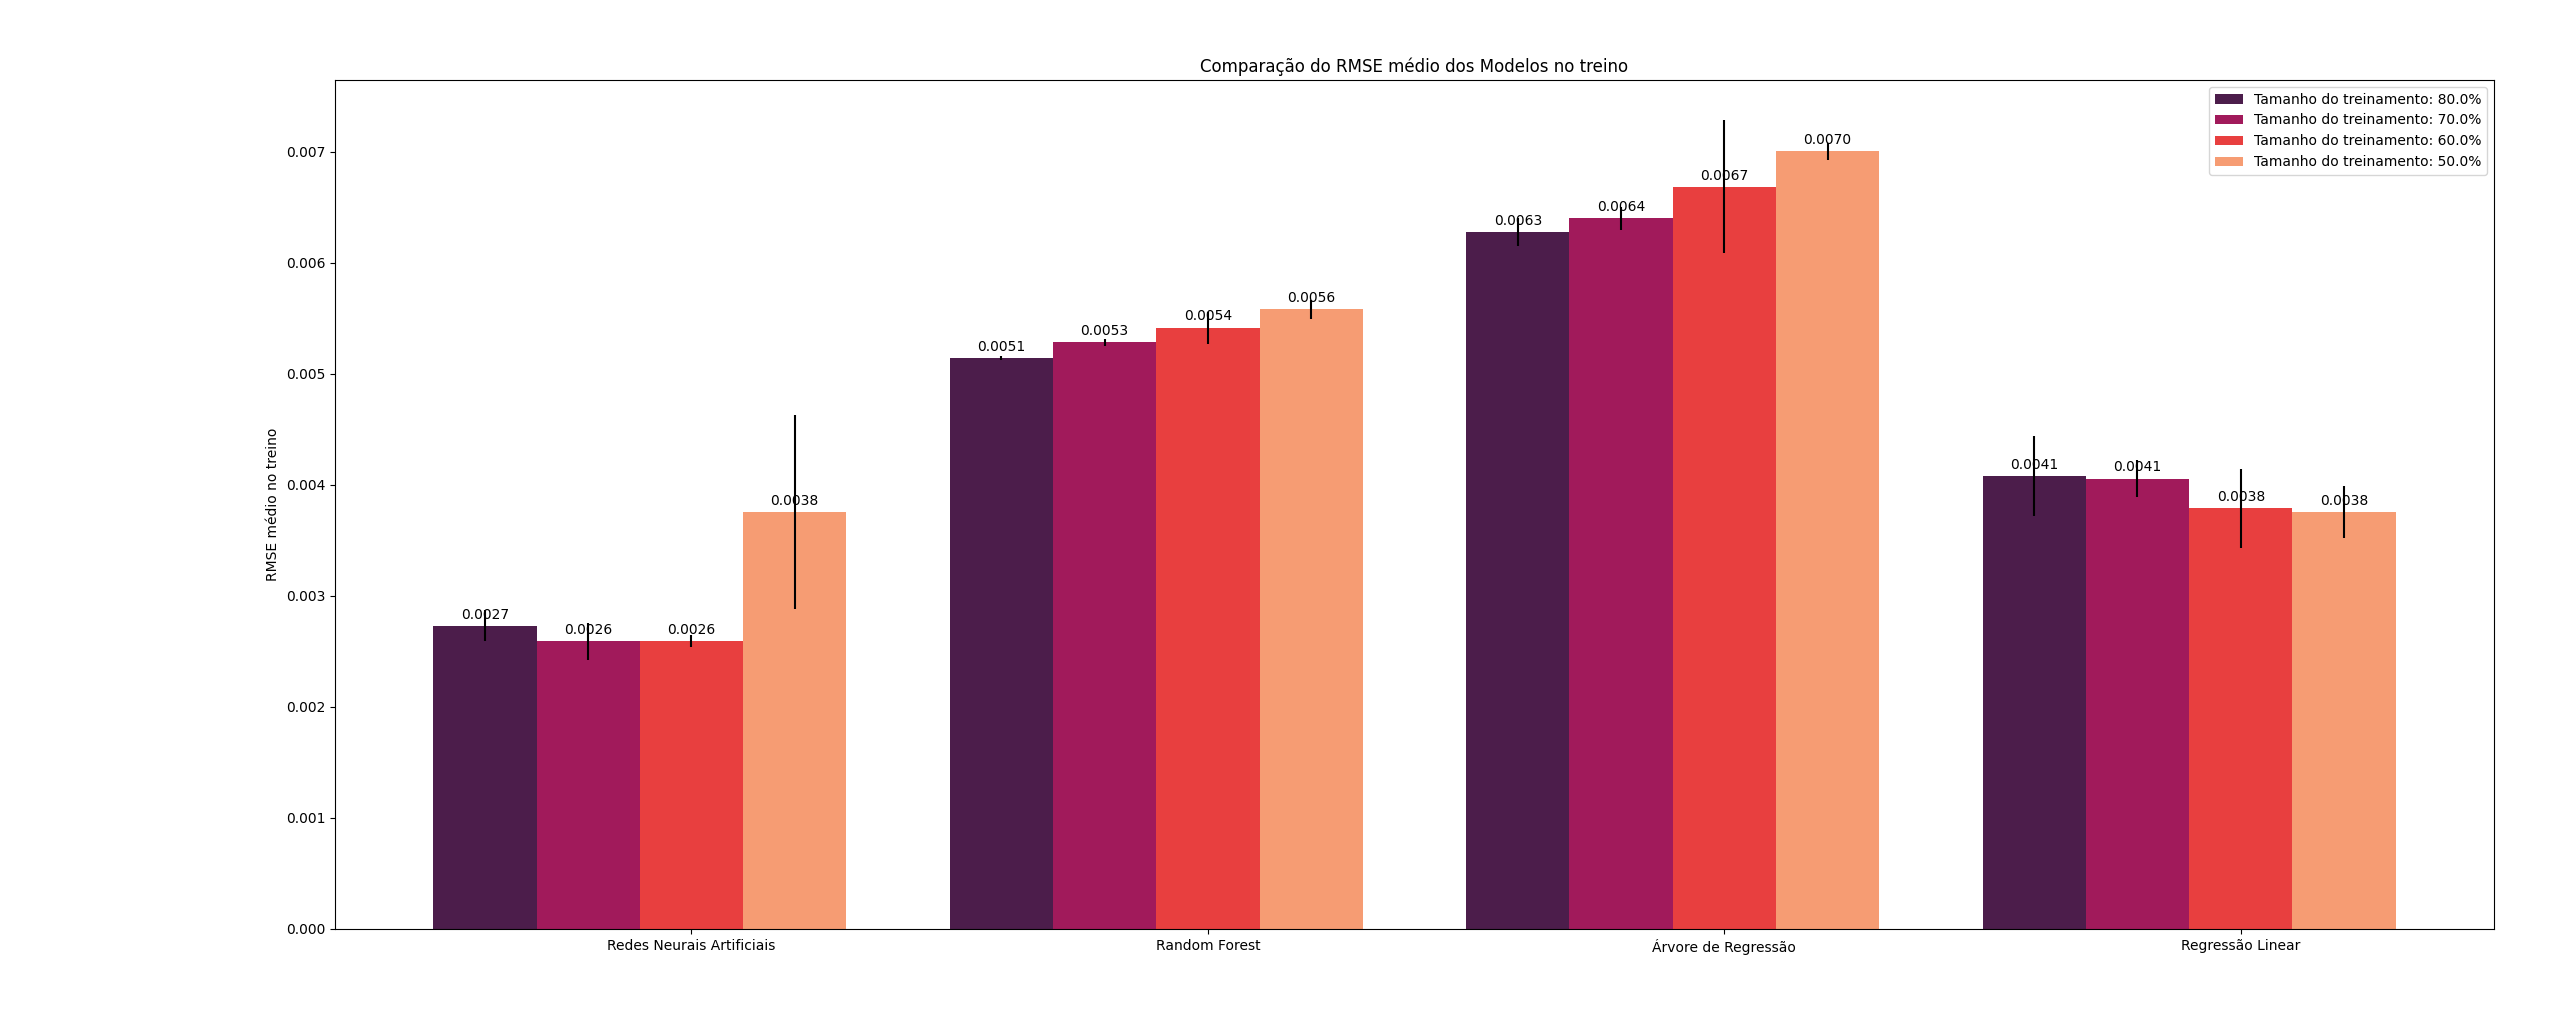 Comparação do RMSE médio dos Modelos no treino
Tamanho do treinamento: 80.0%
Tamanho do treinamento: 70.0%
Tamanho do treinamento: 60.0%
Tamanho do treinamento: 50.0%
RMSE médio no treino
0.007
0.006
0.005
0.004
0.003
0.002
0.001
0.000
0.0027
0.0026
0.0026
0.0038
0.0051
0.0053
0.0054
0.0056
0.0063
0.0064
0.0067
0.0070
0.0041
0.0041
0.0038
0.0038
Redes Neurais Artificiais
Random Forest
Árvore de Regressão
Regressão Linear